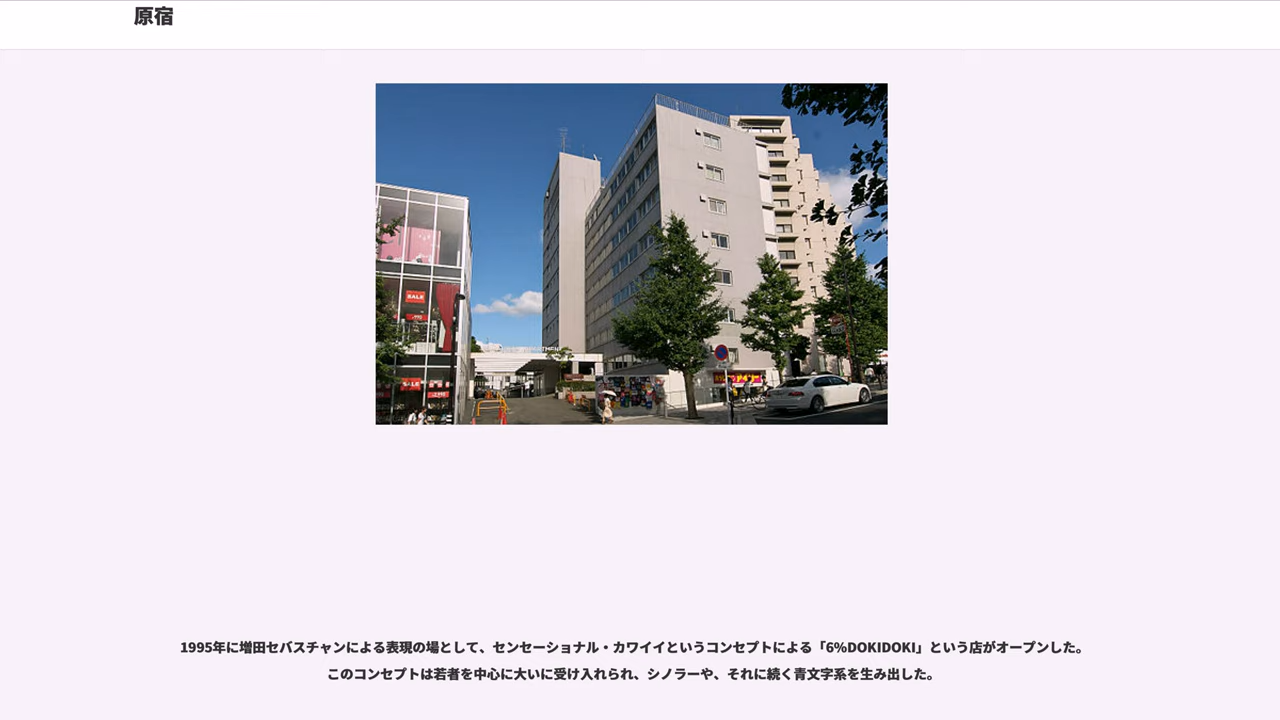 原宿
SALE
SALE
1995年に増田セバスチャンによる表現の場として、センセーショナル・カワイイというコンセプトによる「6%DOKIDOKI」という店がオープンした。
このコンセプトは若者を中心に大いに受け入れられ、シノラーや、それに続く青文字系を生み出した。